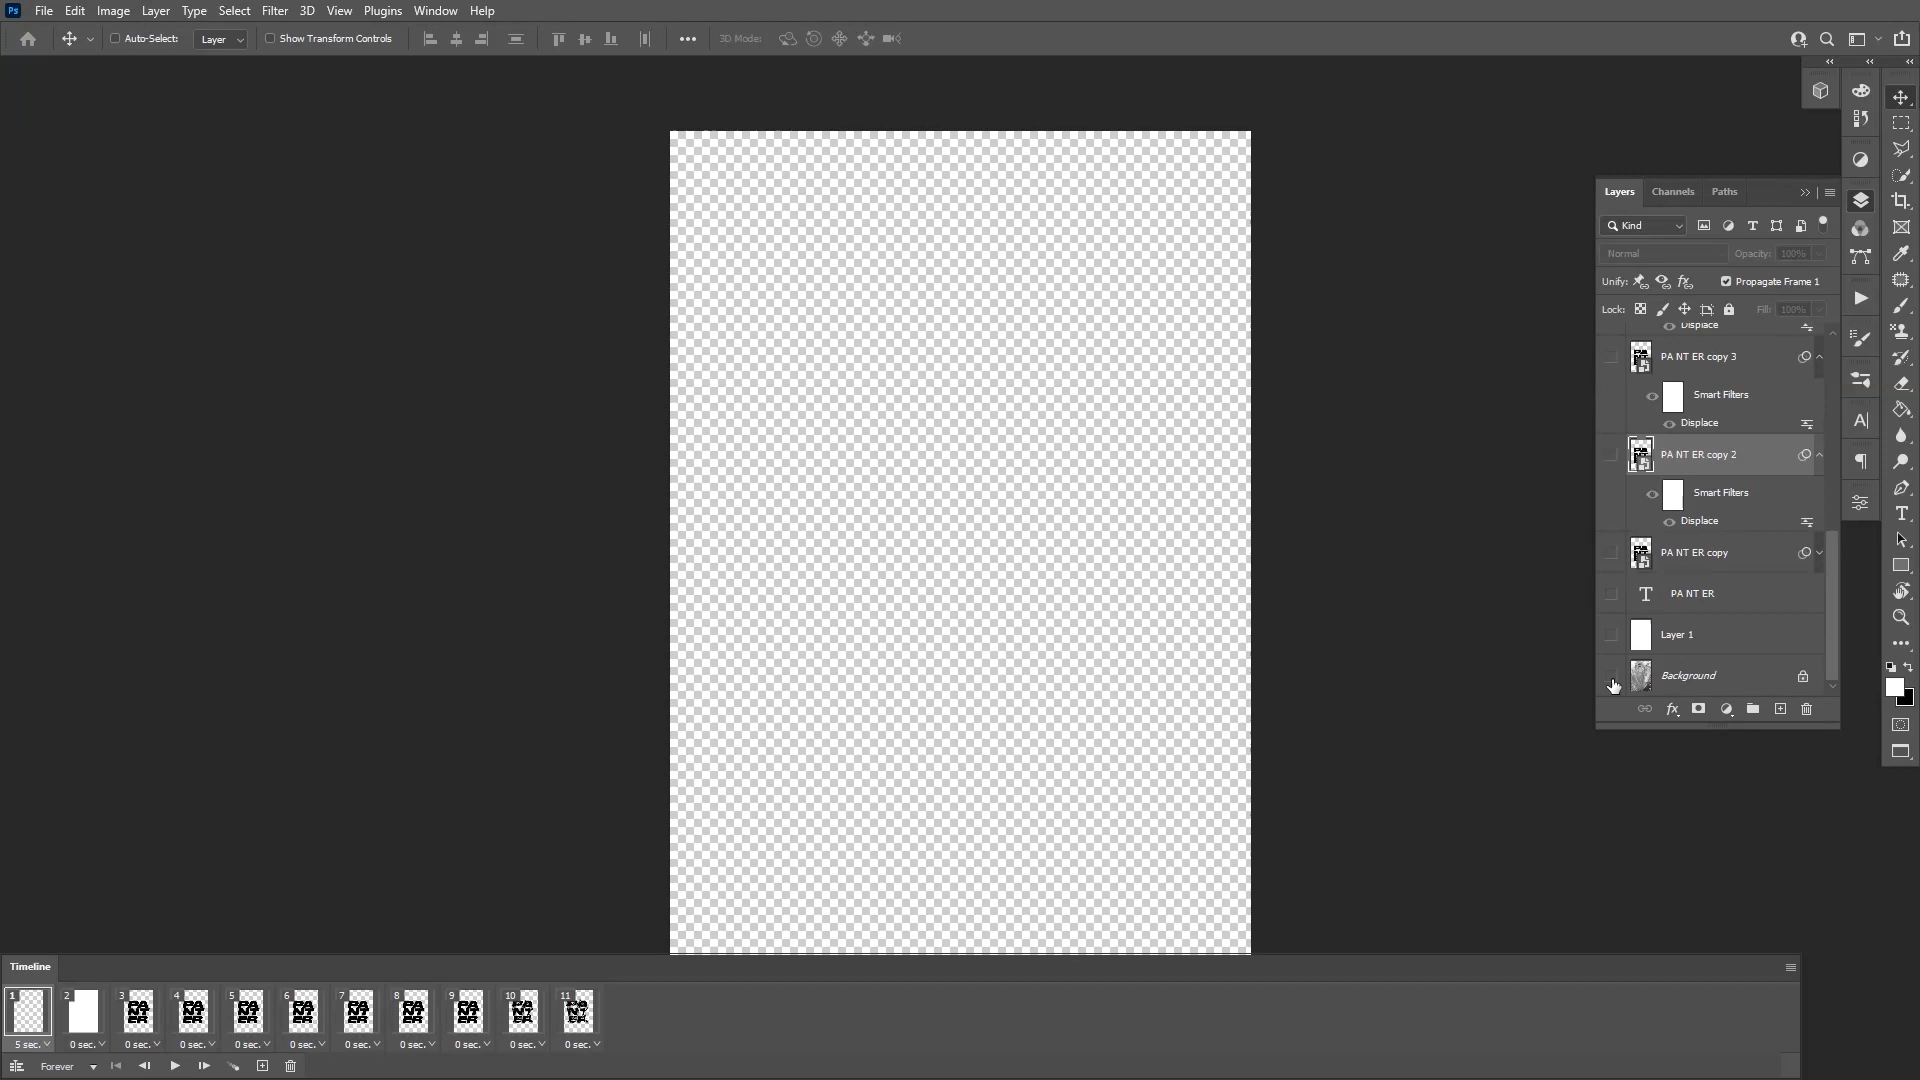 Ps File Edit Image Layer Type Select Filter 3D View Plugins Window Help
Auto-Select: Layer Show Transform Controls 3D Mode:
Layers Channels Paths
Kind
Normal Opacity: 100%
Unify: Propagate Frame 1
Lock: Fill: 100%
Displace
PA NT ER copy 3
Smart Filters
Displace
PA NT ER copy 2
Smart Filters
Displace
PA NT ER copy
PA NT ER
Layer 1
Background
Timeline
1 2 3 4 5 6 7 8 9 10 11
5 sec. 0 sec. 0 sec. 0 sec. 0 sec. 0 sec. 0 sec. 0 sec. 0 sec. 0 sec. 0 sec.
Forever